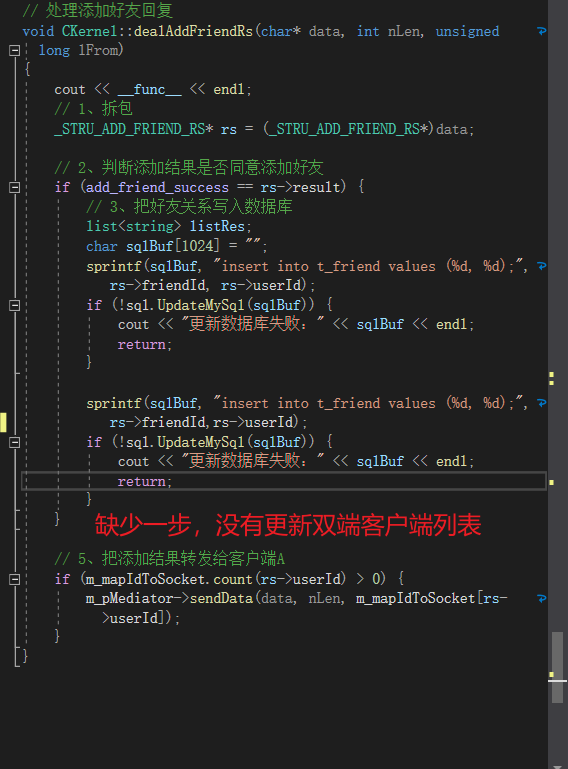 // 处理添加好友回复
void CKernel::dealAddFriendRs(char* data, int nLen, unsigned
long lFrom)
{
cout << __func__ << endl;
// 1、拆包
_STRU_ADD_FRIEND_RS* rs = (_STRU_ADD_FRIEND_RS*)data;
// 2、判断添加结果是否同意添加好友
if (add_friend_success == rs->result) {
// 3、把好友关系写入数据库
list<string> listRes;
char sqlBuf[1024] = "";
sprintf(sqlBuf, "insert into t_friend values (%d, %d);",
rs->friendId, rs->userId);
if (!sql.UpdateMySql(sqlBuf)) {
cout << "更新数据库失败：" << sqlBuf << endl;
return;
}
sprintf(sqlBuf, "insert into t_friend values (%d, %d);",
rs->friendId,rs->userId);
if (!sql.UpdateMySql(sqlBuf)) {
cout << "更新数据库失败：" << sqlBuf << endl;
return;
}
}
缺少一步，没有更新双端客户端列表
// 5、把添加结果转发给客户端A
if (m_mapIdToSocket.count(rs->userId) > 0) {
m_pMediator->sendData(data, nLen, m_mapIdToSocket[rs-
>userId]);
}
}